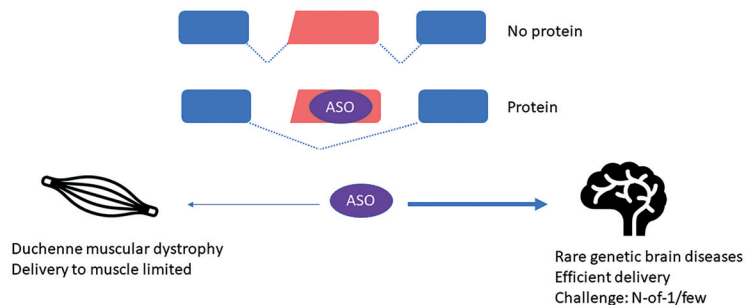 No protein
ASO
Protein
ASO
Duchenne muscular dystrophy
Delivery to muscle limited
Rare genetic brain diseases
Efficient delivery
Challenge: N-of-1/few